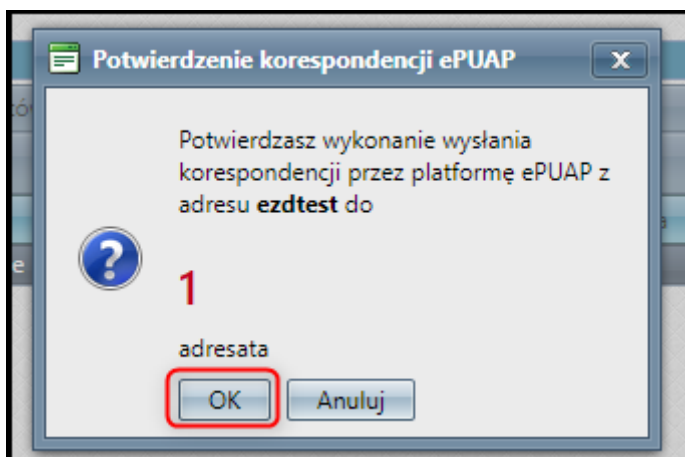 Potwierdzenie korespondencji ePUAP
Potwierdzasz wykonanie wysłania
korespondencji przez platformę ePUAP z
adresu ezdtest do
1
adresata
OK
Anuluj